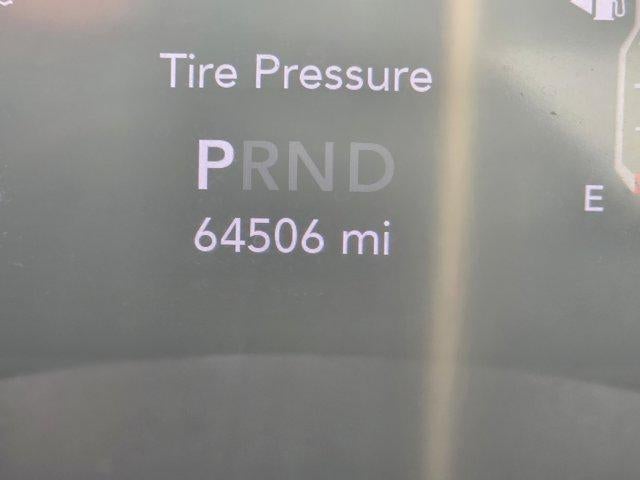 Tire Pressure
PRND
64506 mi
E